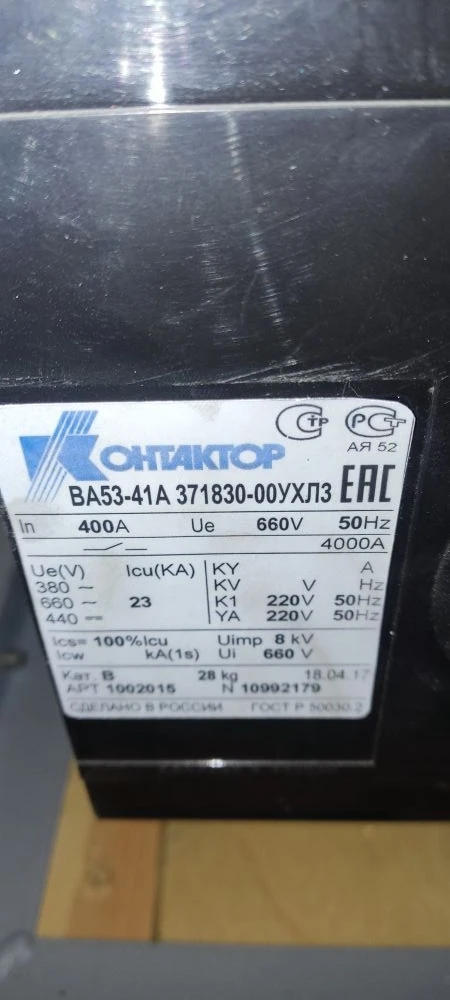 СТР РСТ
АЯ 52
КОНТАКТОР
ВА53-41А 371830-00УХЛ3 ЕАС
In 400A Ue 660V 50Hz
4000A
Ue(V) Icu(KA) KY A
380 ~ KV V Hz
660 ~ 23 K1 220V 50Hz
440 YA 220V 50Hz
Ics= 100%Icu Uimp 8 kV
Icw kA(1s) Ui 660 V
Кат. В 28 kg 18.04.17
АРТ 1002015 N 10992179
СДЕЛАНО В РОССИИ ГОСТ Р 50030.2